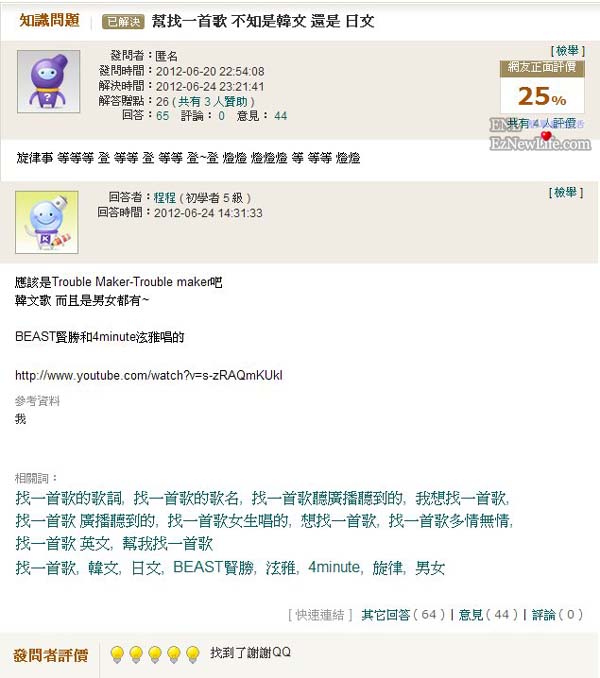 知識問題 | 已解決 幫找一首歌 不知是韓文 還是 日文
發問者：匿名
[ 檢舉 ]
發問時間：2012-06-20 22:54:08
解決時間：2012-06-24 23:21:41
解答贈點：26 ( 共有 3 人贊助 )
回答： 65 評論： 0 意見： 44
網友正面評價
25%
共有 4 人評價
EzNewLife.com
旋律事 等等等 登 等等 登 等等 登~登 燈燈 燈燈燈 等 等等 燈燈
回答者：程程 ( 初學者 5 級 )
[ 檢舉 ]
回答時間：2012-06-24 14:31:33
應該是Trouble Maker-Trouble maker吧
韓文歌 而且是男女都有~
BEAST賢勝和4minute泫雅唱的
http://www.youtube.com/watch?v=s-zRAQmKUkI
參考資料
我
相關詞：
找一首歌的歌詞, 找一首歌的歌名, 找一首歌聽廣播聽到的, 我想找一首歌,
找一首歌 廣播聽到的, 找一首歌女生唱的, 想找一首歌, 找一首歌多情無情,
找一首歌 英文, 幫我找一首歌
找一首歌, 韓文, 日文, BEAST賢勝, 泫雅, 4minute, 旋律, 男女
[ 快速連結 ] 其它回答 ( 64 ) | 意見 ( 44 ) | 評論 ( 0 )
發問者評價
找到了謝謝QQ